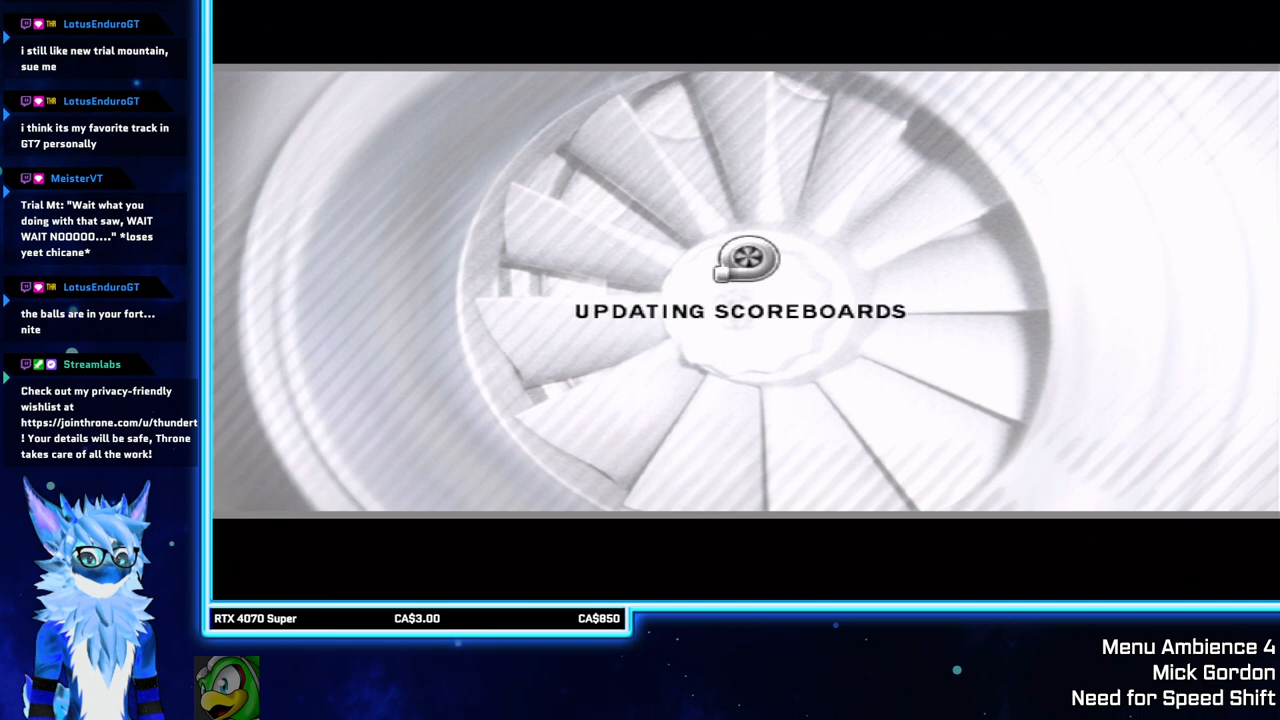 THR LotusEnduroGT
i still like new trial mountain,
sue me
THR LotusEnduroGT
i think its my favorite track in
GT7 personally
MeisterVT
Trial Mt: "Wait what you
doing with that saw, WAIT
WAIT NOOOOO...." *loses
yeet chicane*
THR LotusEnduroGT
the balls are in your fort...
nite
Streamlabs
Check out my privacy-friendly
wishlist at
https://jointhrone.com/u/thundert
! Your details will be safe, Throne
takes care of all the work!
UPDATING SCOREBOARDS
RTX 4070 Super CA$3.00 CA$850
Menu Ambience 4
Mick Gordon
Need for Speed Shift